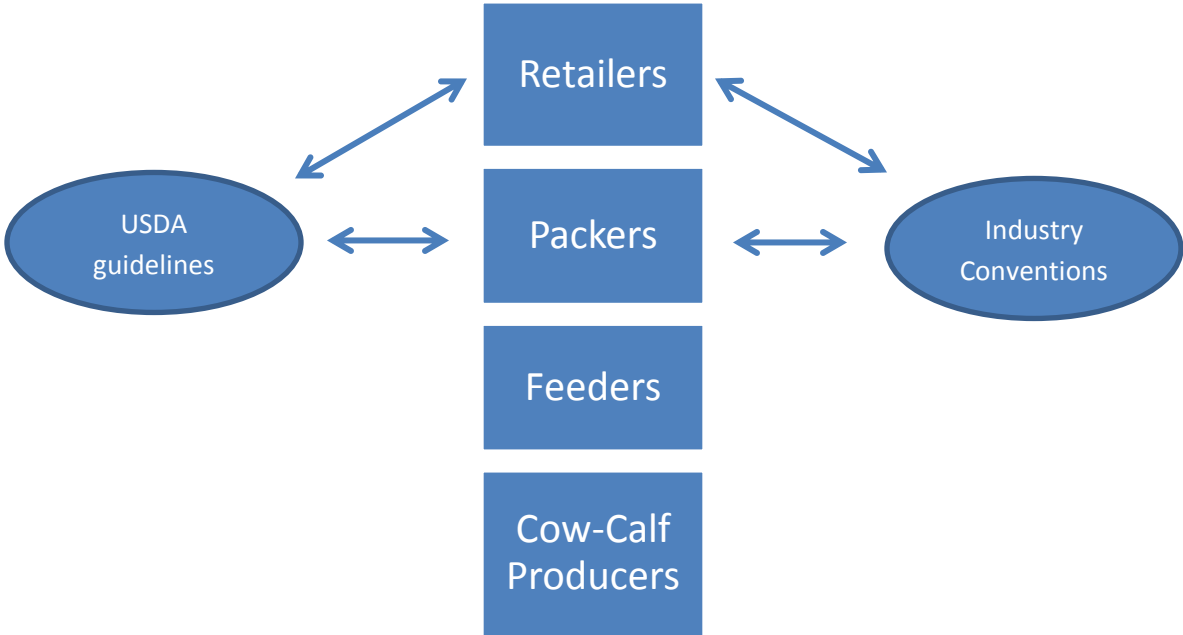 Retailers
USDA
guidelines
Packers
Industry
Conventions
Feeders
Cow-Calf
Producers